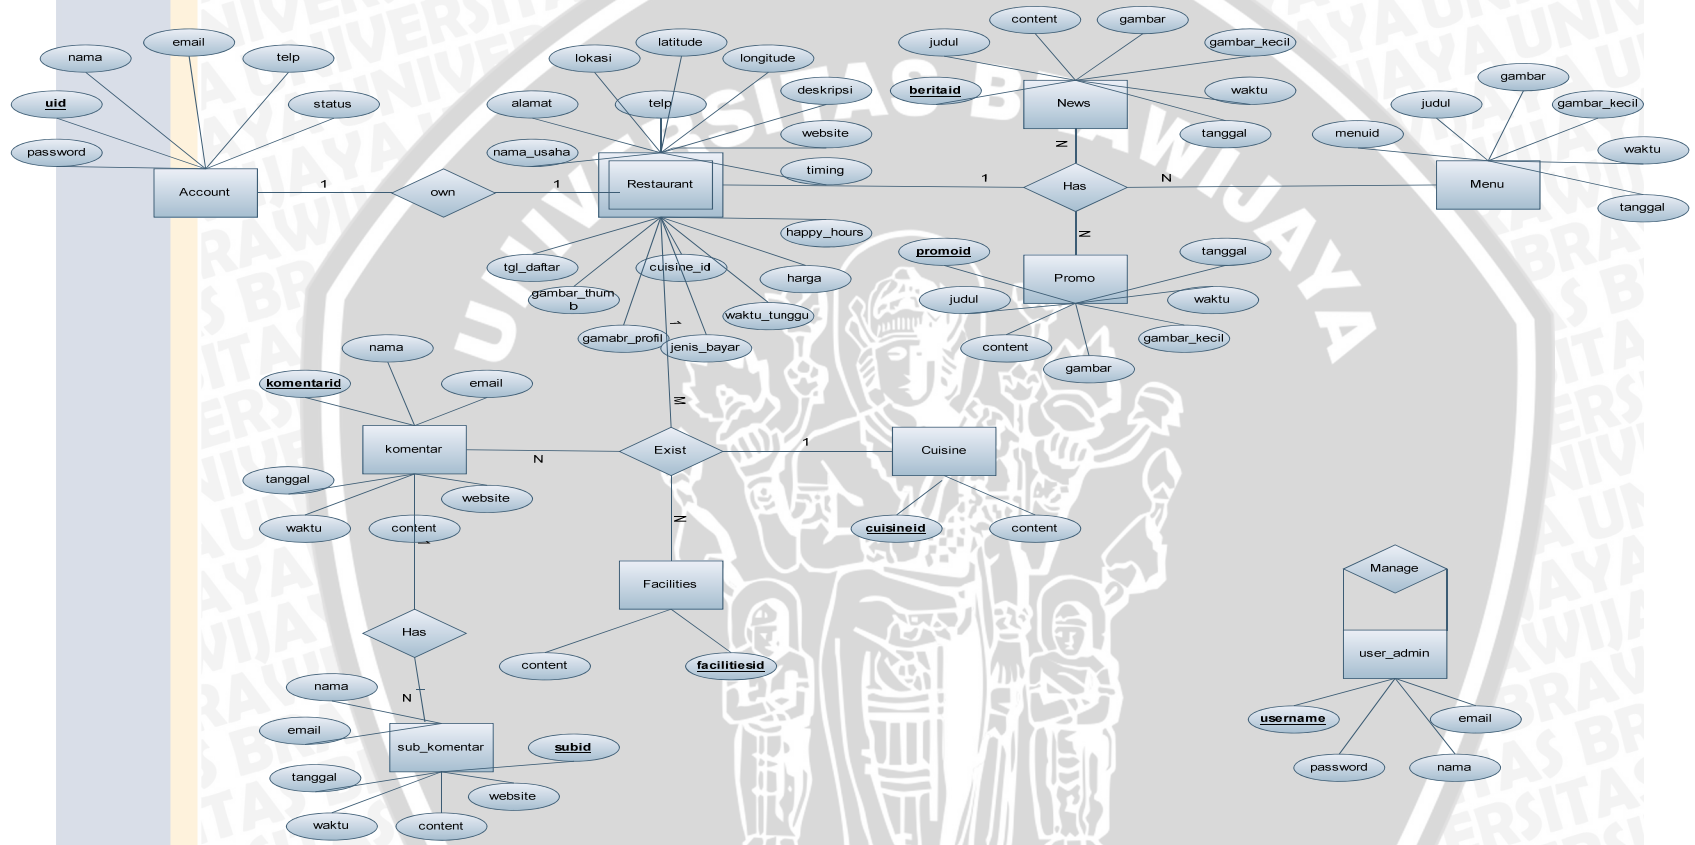 content
gambar
judul
gambar_kecil
email
latitude
nama
telp
lokasi
longitude
beritaid
News
waktu
deskripsi
gambar
judul
gambar_kecil
uid
status
alamat
telp
website
tanggal
menuid
waktu
password
nama_usaha
timing
Account
1
own
1
Restaurant
1
N
Has
N
Menu
tanggal
N
happy_hours
promoid
tanggal
tgl_daftar
cuisine_id
harga
Promo
gambar_thum
b
waktu_tunggu
judul
waktu
1
gamabr_profil
jenis_bayar
content
gambar_kecil
gambar
nama
komentarid
email
M
komentar
N
Exist
1
Cuisine
tanggal
website
waktu
content
N
cuisineid
content
1
Facilities
Manage
Has
content
facilitiesid
user_admin
nama
N
email
sub_komentar
subid
username
email
tanggal
website
password
nama
waktu
content
UNIVERSITAS BRAWIJAYA